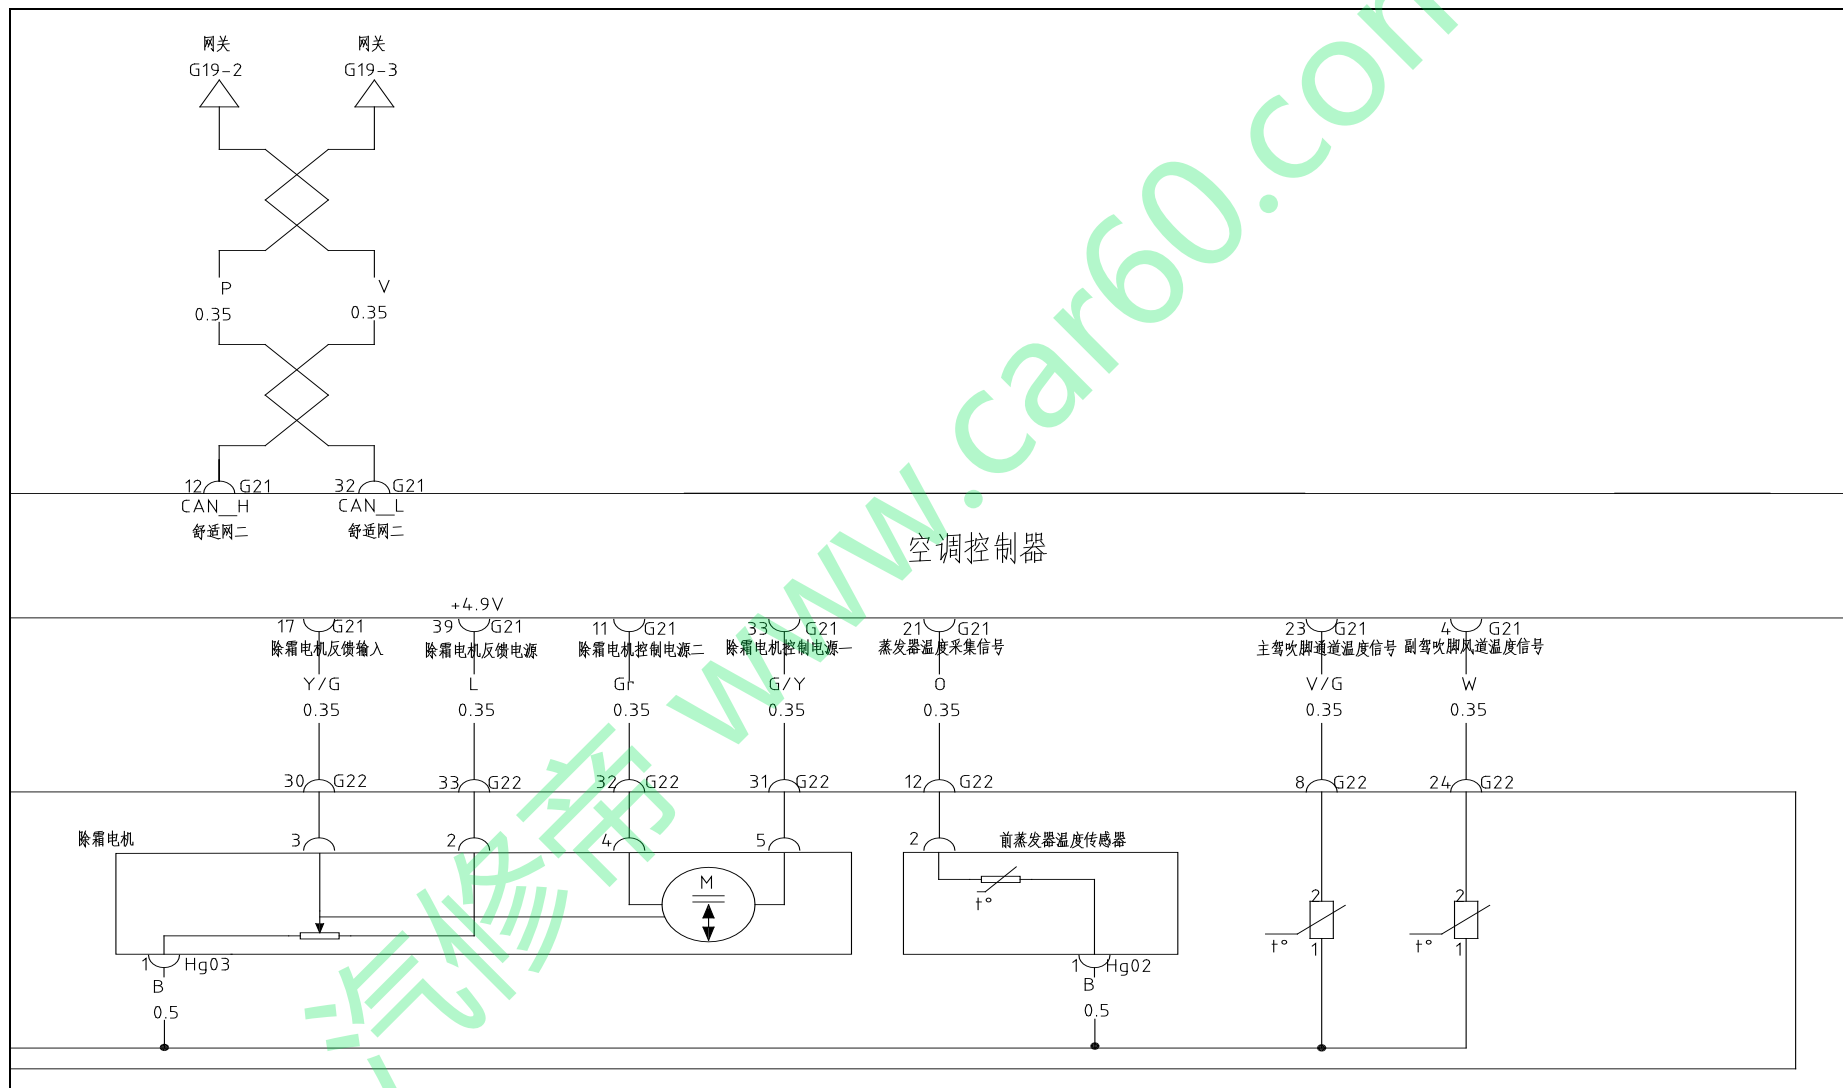 网关 网关
G19-2 G19-3
P V
0.35 0.35
12 G21 32 G21
CAN__H CAN__L
舒适网二 舒适网二
空调控制器
+4.9V
17 G21 39 G21 11 G21 33 G21 21 G21 23 G21 4 G21
除霜电机反馈输入 除霜电机反馈电源 除霜电机控制电源二 除霜电机控制电源一 蒸发器温度采集信号 主驾吹脚通道温度信号 副驾吹脚风道温度信号
Y/G L Gr G/Y O V/G W
0.35 0.35 0.35 0.35 0.35 0.35 0.35
30 G22 33 G22 32 G22 31 G22 12 G22 8 G22 24 G22
除霜电机 3 2 4 5 2 前蒸发器温度传感器
M
t° 2 2
t° 1 t° 1
1 Hg03 1 Hg02
B B
0.5 0.5
汽修帝 www.car60.com